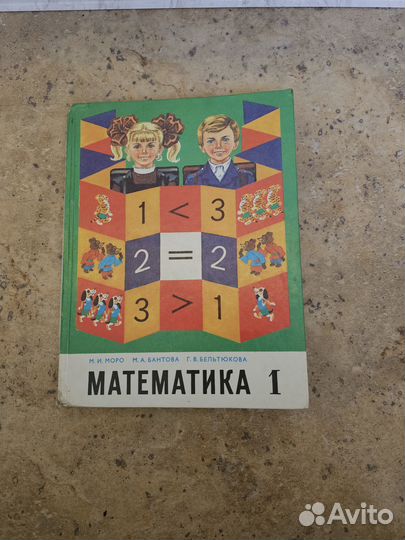 1 < 3
2 = 2
3 > 1
М. И. МОРО М. А. БАНТОВА Г. В. БЕЛЬТЮКОВА
МАТЕМАТИКА 1
Avito